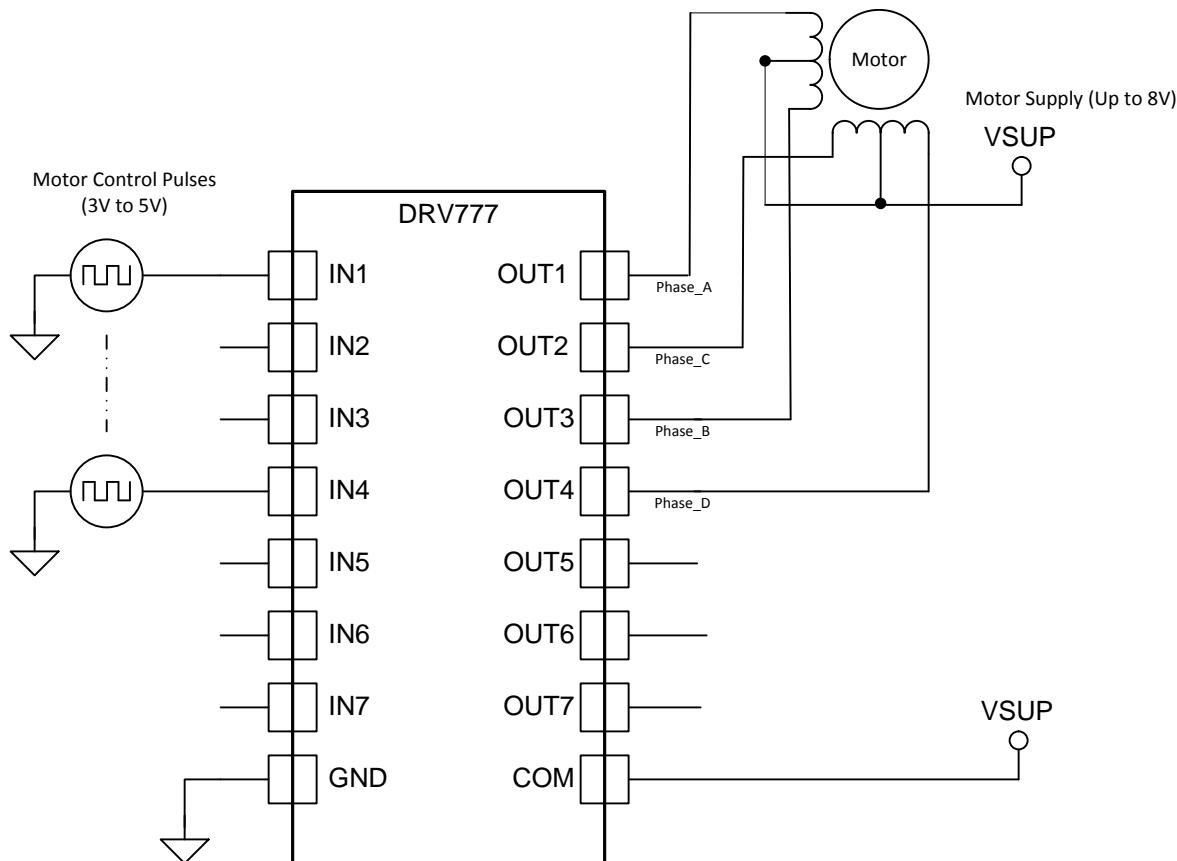 Motor
Motor Supply (Up to 8V)
VSUP
Motor Control Pulses
(3V to 5V)
DRV777
IN1
OUT1
Phase_A
IN2
OUT2
Phase_C
IN3
OUT3
Phase_B
IN4
OUT4
Phase_D
IN5
OUT5
IN6
OUT6
IN7
OUT7
VSUP
GND
COM